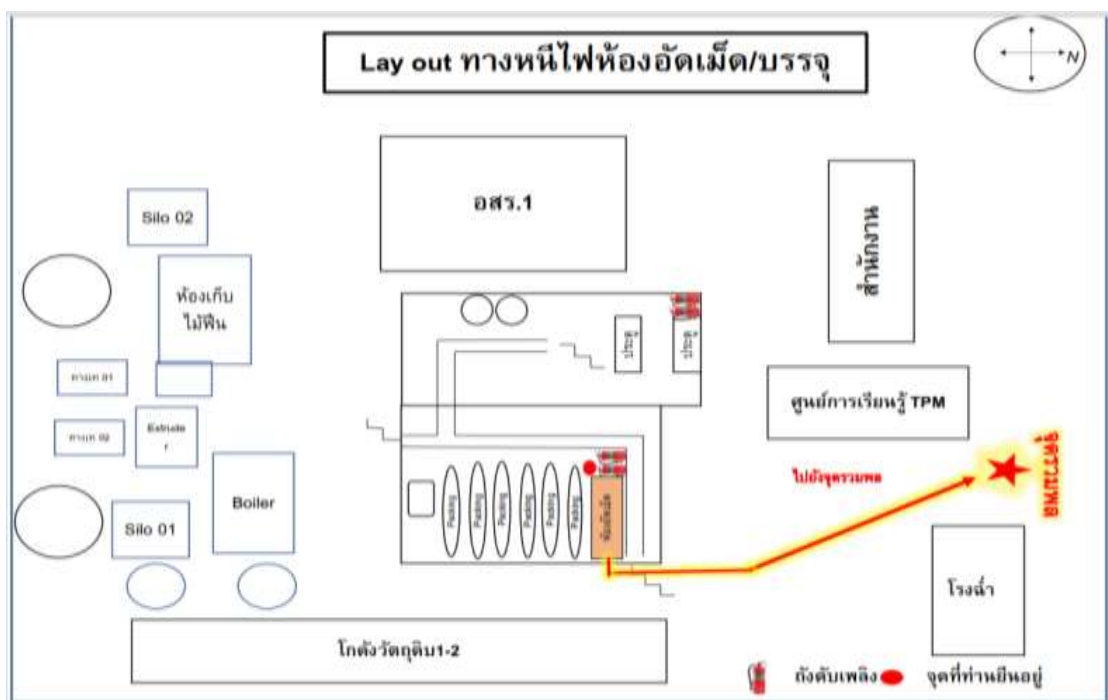 Lay out ทางหนีไฟห้องอัดเม็ด/บรรจุ
N
อสร.1
สำนักงาน
Silo 02
ห้องเก็บ
ไม้ฟืน
ประตู
ประตู
ศูนย์การเรียนรู้ TPM
Extrude
r
Boiler
Silo 01
Packing
Packing
Packing
Packing
Packing
Packing
ไปยังจุดรวมพล
จุดรวมพล
โรงฉ่ำ
โกดังวัตถุดิบ1-2
ถังดับเพลิง
จุดที่ท่านยืนอยู่